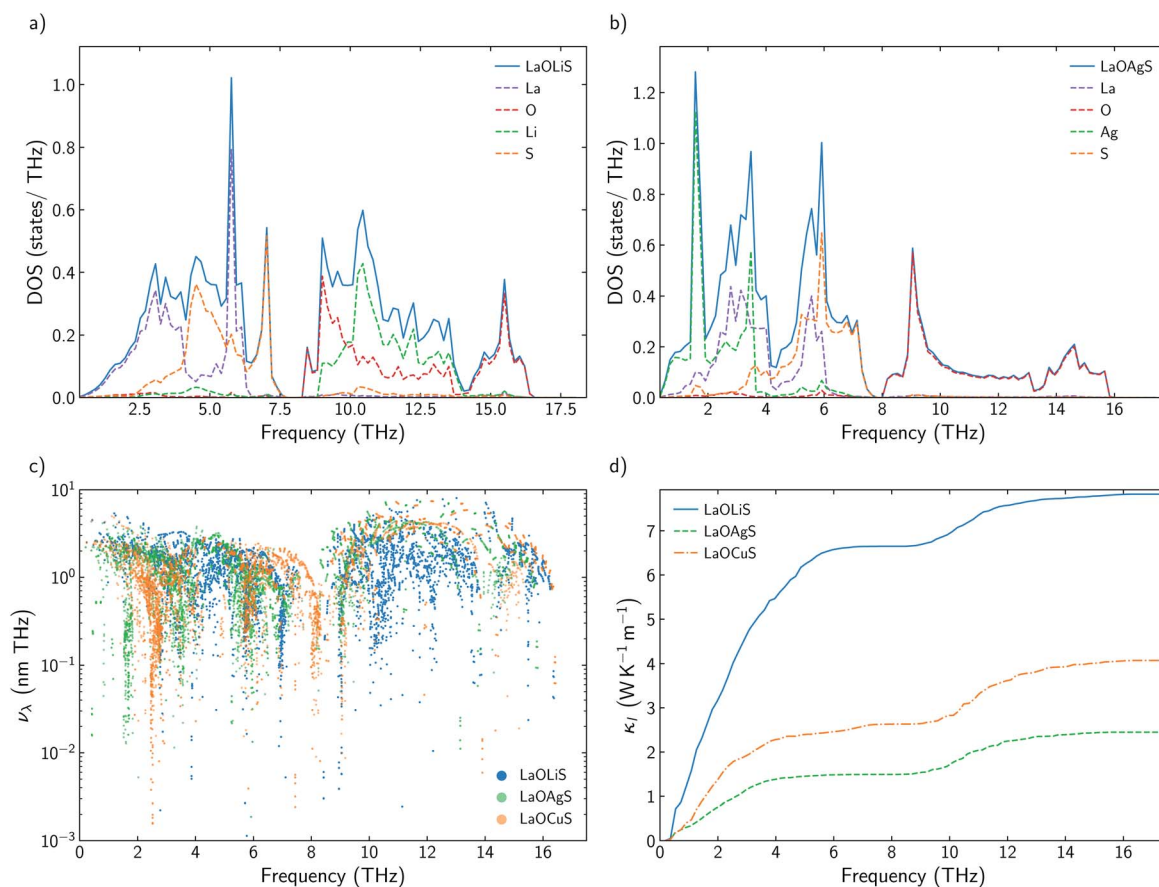 a)
LaOLiS
La
O
Li
S
DOS (states/ THz)
1.0
0.8
0.6
0.4
0.2
0.0
2.5 5.0 7.5 10.0 12.5 15.0 17.5
Frequency (THz)
b)
LaOAgS
La
O
Ag
S
DOS (states/ THz)
1.2
1.0
0.8
0.6
0.4
0.2
0.0
2 4 6 8 10 12 14 16
Frequency (THz)
c)
νλ (nm THz)
10¹
10⁰
10⁻¹
10⁻²
10⁻³
LaOLiS
LaOAgS
LaOCuS
0 2 4 6 8 10 12 14 16
Frequency (THz)
d)
LaOLiS
LaOAgS
LaOCuS
κl (W K⁻¹ m⁻¹)
7
6
5
4
3
2
1
0
0 2 4 6 8 10 12 14 16
Frequency (THz)